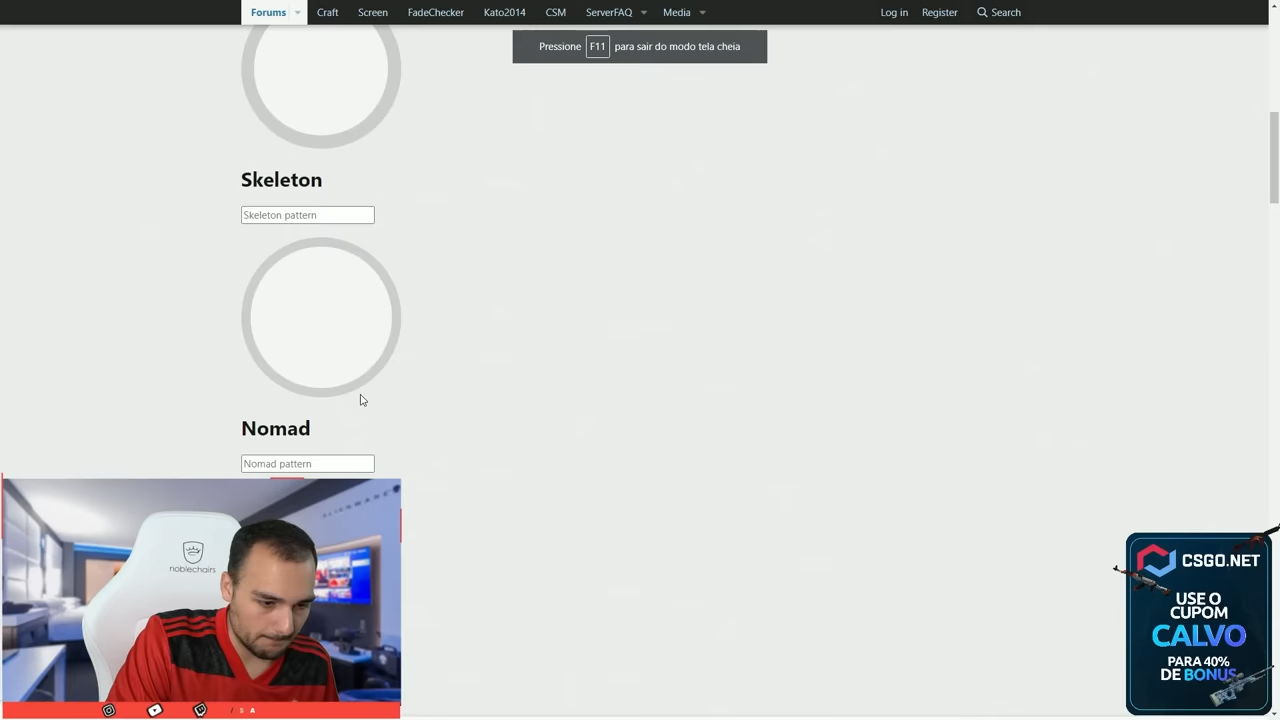 Forums Craft Screen FadeChecker Kato2014 CSM ServerFAQ Media Log in Register Search
Pressione F11 para sair do modo tela cheia
Skeleton
Skeleton pattern
Nomad
Nomad pattern
ALIENWARE
noblechairs
/ S A
CSGO.NET
USE O
CUPOM
CALVO
PARA 40%
DE BONUS